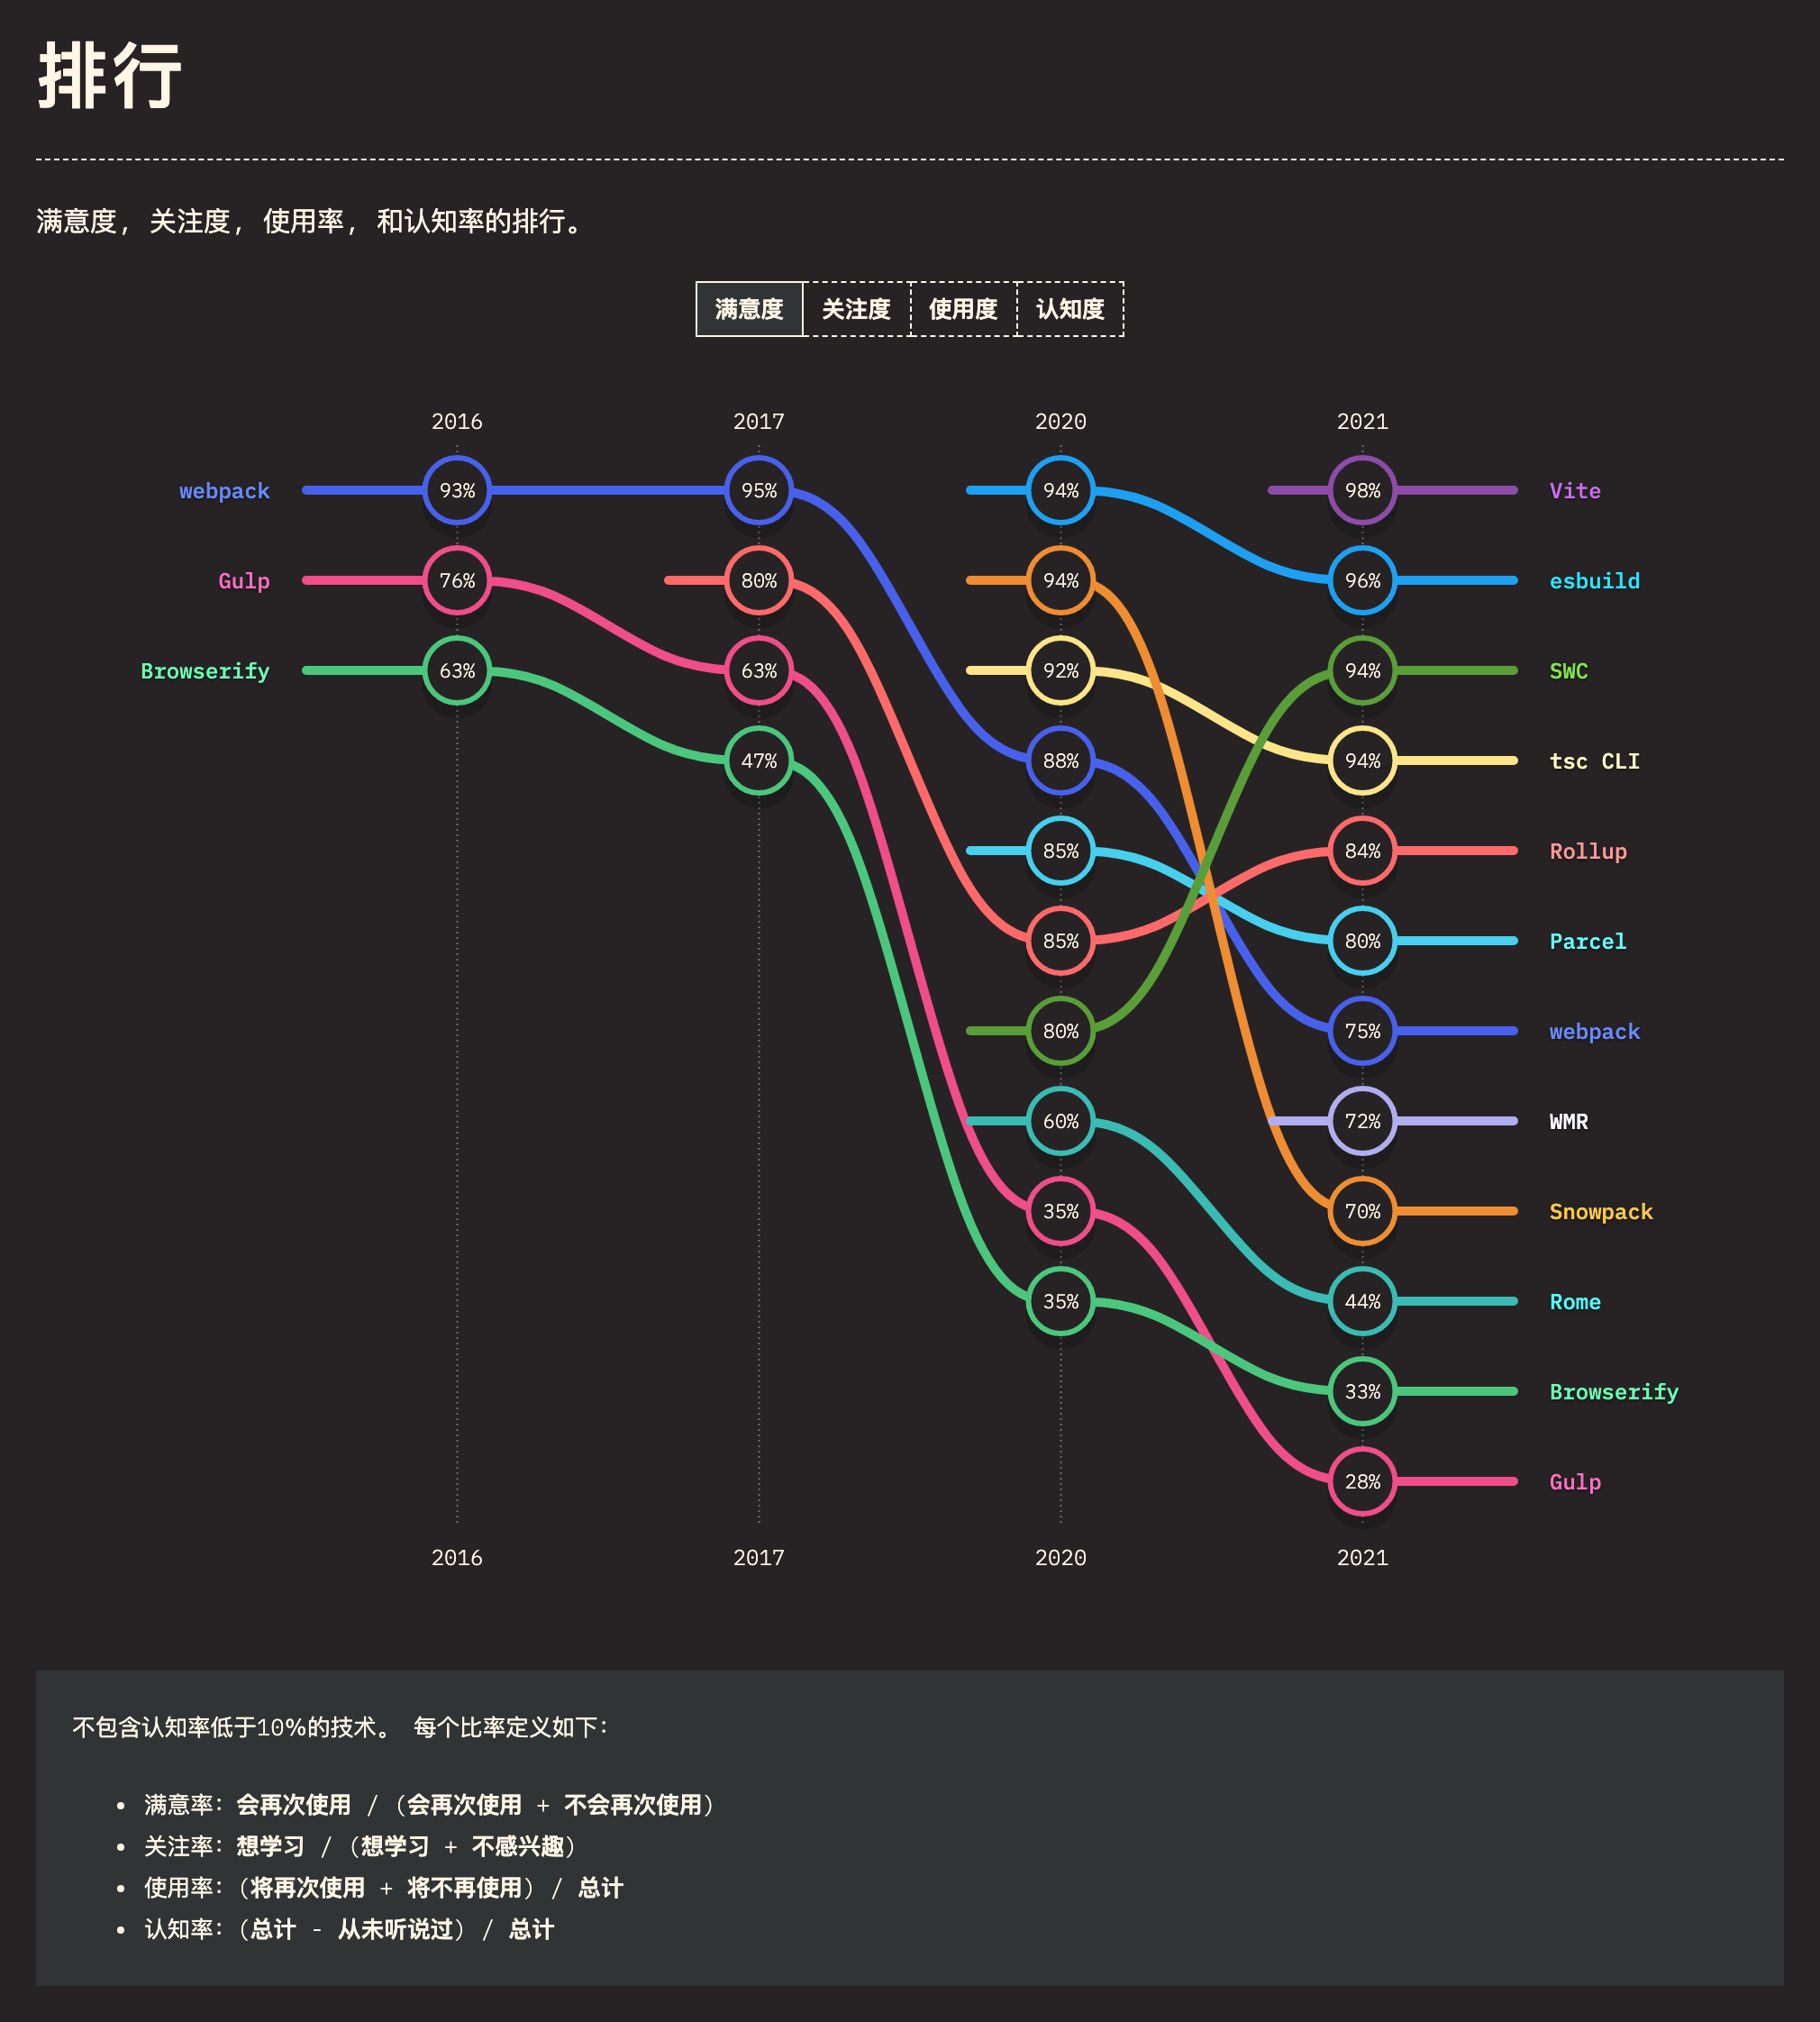 排行
满意度, 关注度, 使用率, 和认知率的排行。
满意度 关注度 使用度 认知度
2016 2017 2020 2021
webpack 93% 95% 94% 98% Vite
Gulp 76% 80% 94% 96% esbuild
Browserify 63% 63% 92% 94% SWC
47% 88% 94% tsc CLI
85% 84% Rollup
85% 80% Parcel
80% 75% webpack
60% 72% WMR
35% 70% Snowpack
35% 44% Rome
33% Browserify
28% Gulp
2016 2017 2020 2021
不包含认知率低于10%的技术。 每个比率定义如下:
• 满意率: 会再次使用 / (会再次使用 + 不会再次使用)
• 关注率: 想学习 / (想学习 + 不感兴趣)
• 使用率: (将再次使用 + 将不再使用) / 总计
• 认知率: (总计 - 从未听说过) / 总计